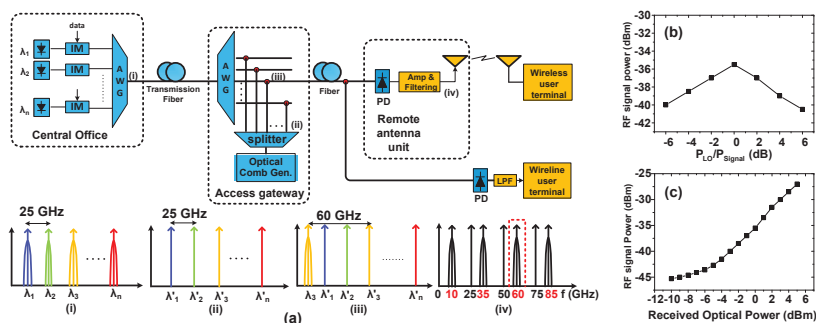 data
λ1
IM
λ2
IM
λn
IM
A W G
(i)
Central Office
Transmission
Fiber
A W G
(iii)
(ii)
splitter
Optical
Comb Gen.
Access gateway
Fiber
PD
Amp &
Filtering
(iv)
Remote
antenna
unit
Wireless
user
terminal
PD
LPF
Wireline
user
terminal
25 GHz
λ1
λ2
λ3
λn
(i)
25 GHz
λ'1
λ'2
λ'3
λ'n
(ii)
60 GHz
λ3
λ'1
λ'2
λ'3
λ'n
(iii)
0 10 25 35 50 60 75 85 f (GHz)
(iv)
(a)
(b)
RF signal power (dBm)
-30
-32
-34
-36
-38
-40
-42
-6 -4 -2 0 2 4 6
PLO/PSignal (dB)
(c)
RF signal Power (dBm)
-25
-30
-35
-40
-45
-12 -10 -8 -6 -4 -2 0 2 4 6
Received Optical Power (dBm)